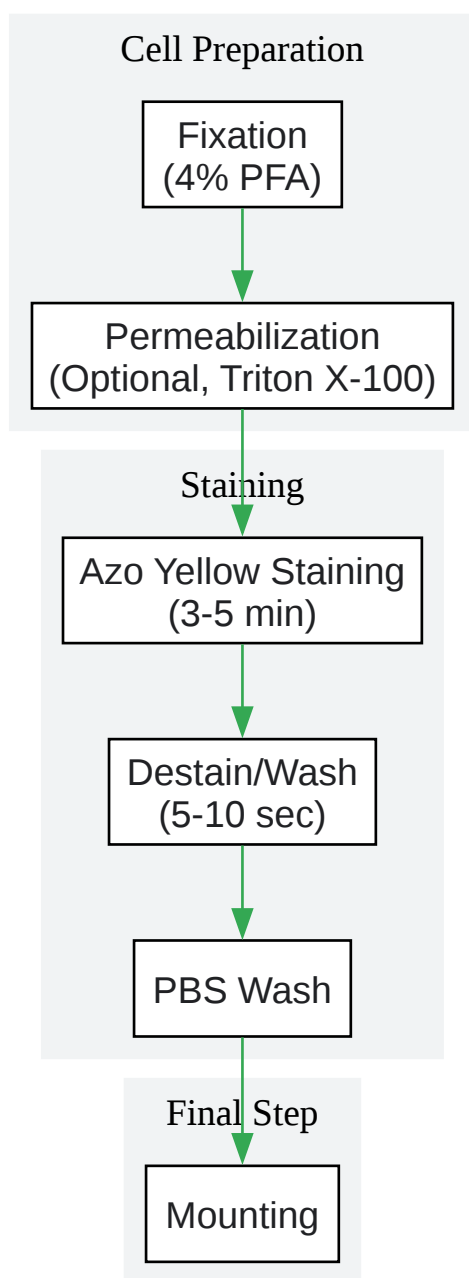 Cell Preparation
Fixation
(4% PFA)
Permeabilization
(Optional, Triton X-100)
Staining
Azo Yellow Staining
(3-5 min)
Destain/Wash
(5-10 sec)
PBS Wash
Final Step
Mounting